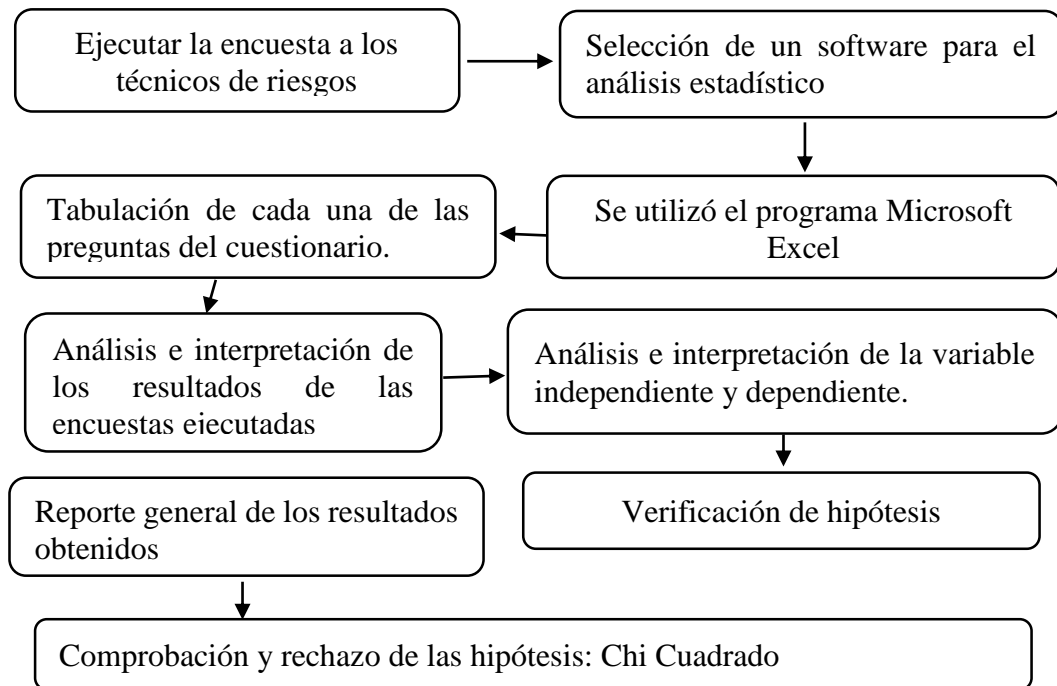 Ejecutar la encuesta a los
técnicos de riesgos
Selección de un software para el
análisis estadístico
Se utilizó el programa Microsoft
Excel
Tabulación de cada una de las
preguntas del cuestionario.
Análisis e interpretación de
los resultados de las
encuestas ejecutadas
Análisis e interpretación de la variable
independiente y dependiente.
Verificación de hipótesis
Reporte general de los resultados
obtenidos
Comprobación y rechazo de las hipótesis: Chi Cuadrado